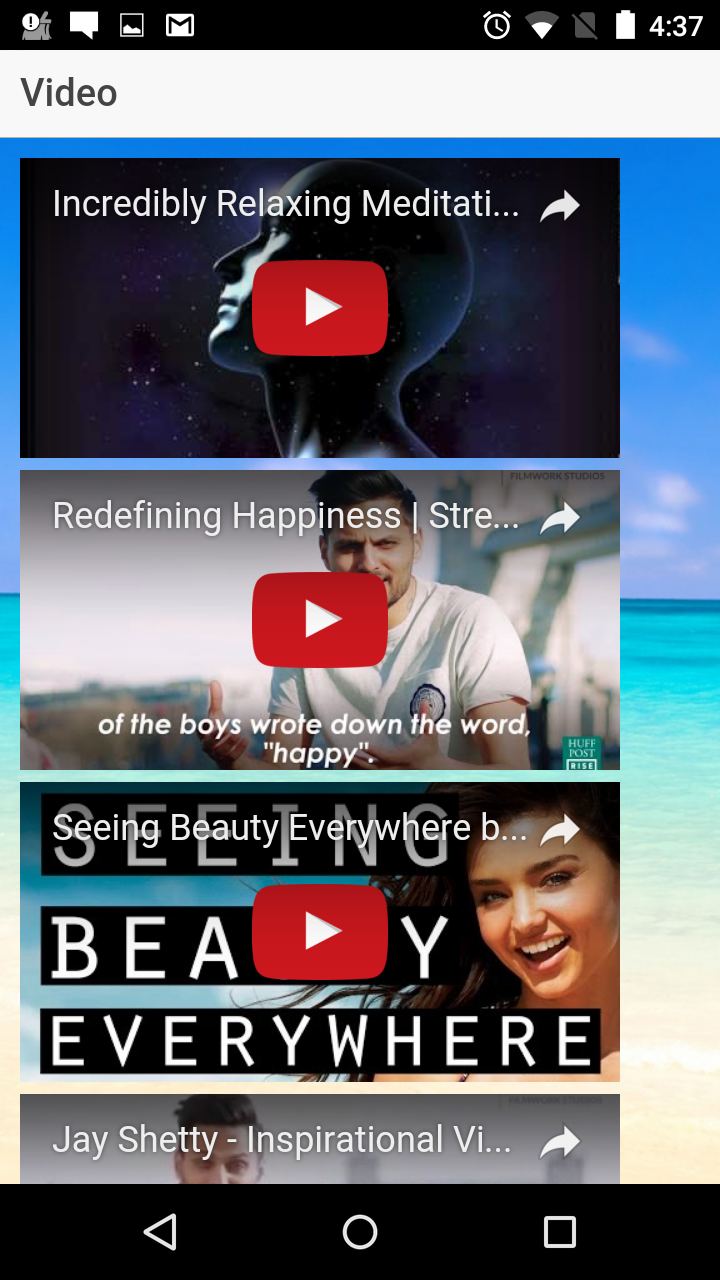 4:37
Video
Incredibly Relaxing Meditati...
FILMWORK STUDIOS
Redefining Happiness | Stre...
of the boys wrote down the word,
"happy".
HUFF
POST
RISE
SEEING
Seeing Beauty Everywhere b...
BEA Y
EVERYWHERE
FILMWORK STUDIOS
Jay Shetty - Inspirational Vi...